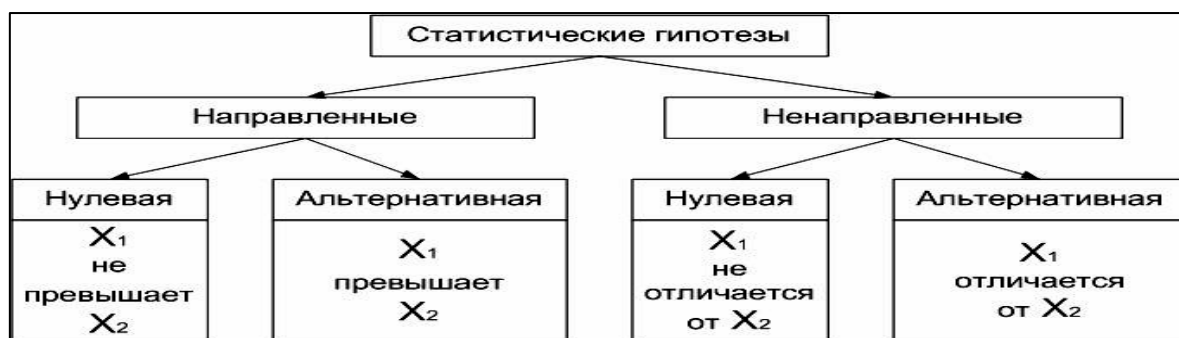 Статистические гипотезы
Направленные
Ненаправленные
Нулевая
X₁
не
превышает
X₂
Альтернативная
X₁
превышает
X₂
Нулевая
X₁
не
отличается
от X₂
Альтернативная
X₁
отличается
от X₂